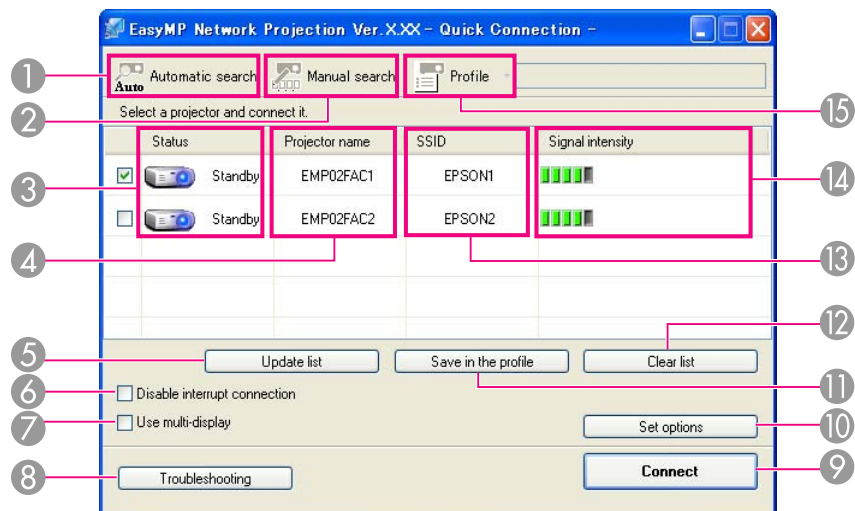 EasyMP Network Projection Ver.X.XX - Quick Connection -
1 Auto Automatic search Manual search Profile
Select a projector and connect it.
2 15
Status Projector name SSID Signal intensity
3 Standby EMP02FAC1 EPSON1 14
Standby EMP02FAC2 EPSON2
4 13
12
5 Update list Save in the profile Clear list
6 Disable interrupt connection 11
7 Use multi-display Set options 10
8 Troubleshooting Connect 9